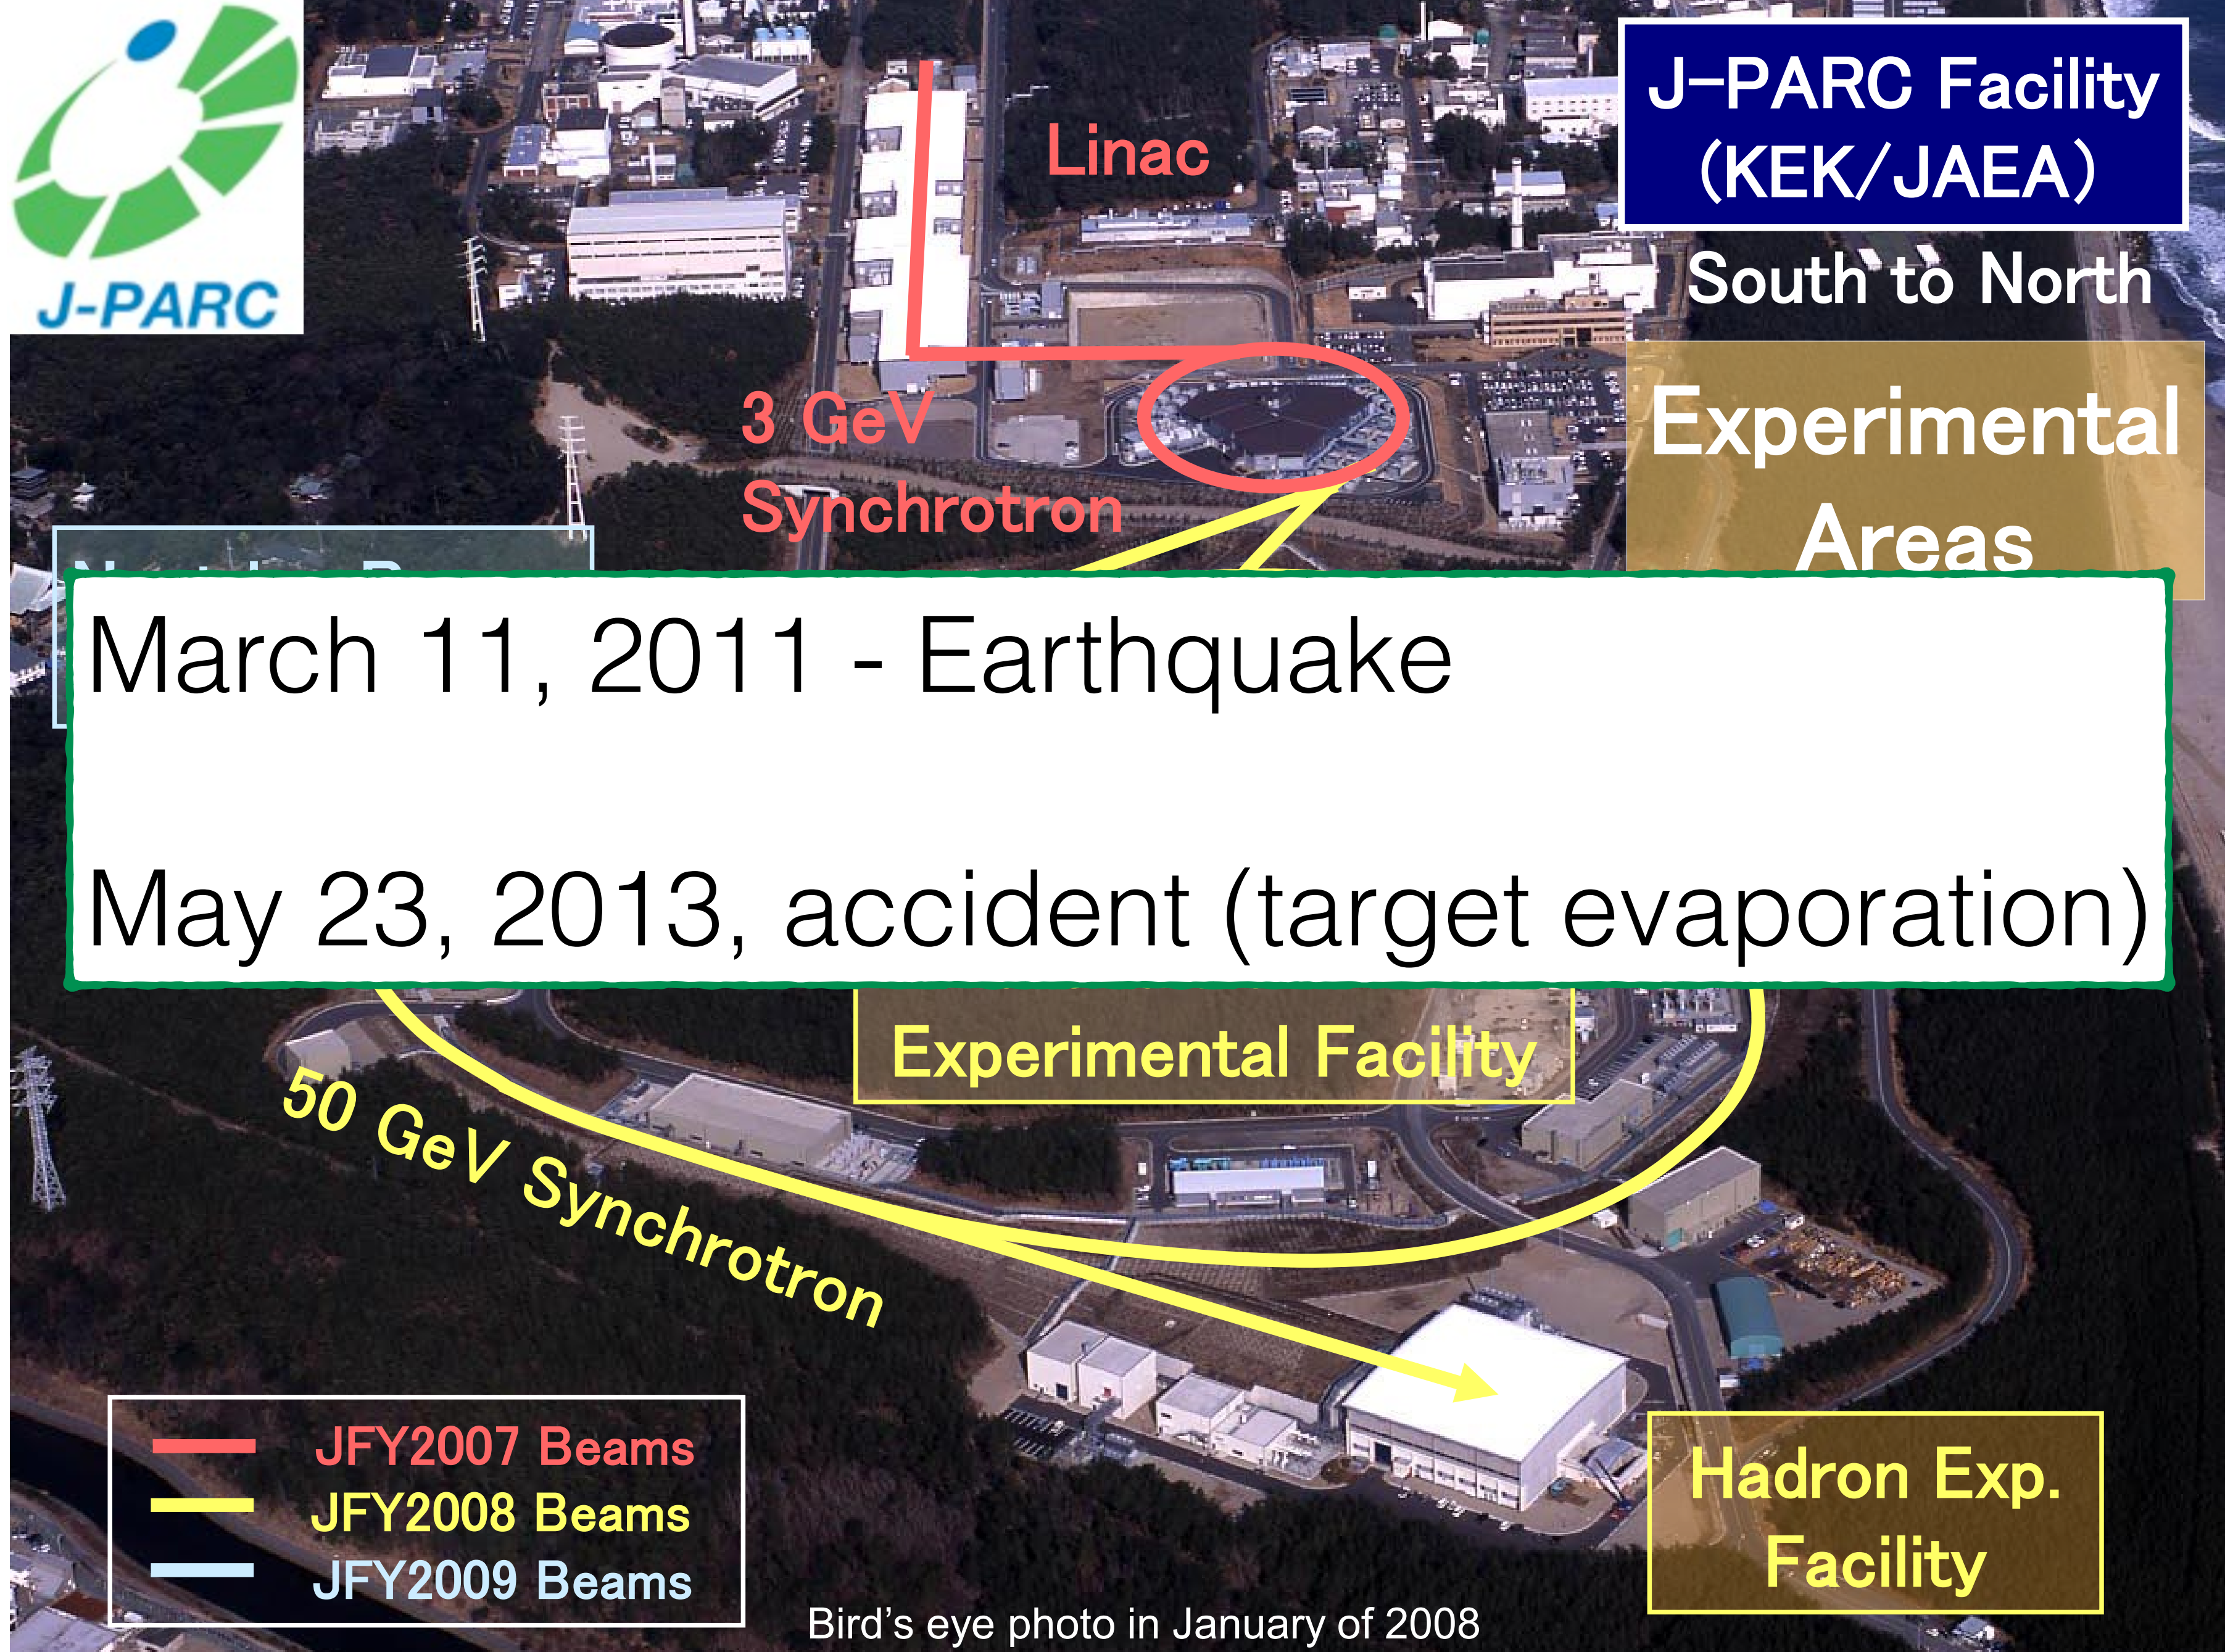 J-PARC
Linac
J-PARC Facility
(KEK/JAEA)
South to North
3 GeV
Synchrotron
Experimental
Areas
March 11, 2011 - Earthquake
May 23, 2013, accident (target evaporation)
Experimental Facility
50 GeV Synchrotron
JFY2007 Beams
JFY2008 Beams
JFY2009 Beams
Hadron Exp.
Facility
Bird's eye photo in January of 2008